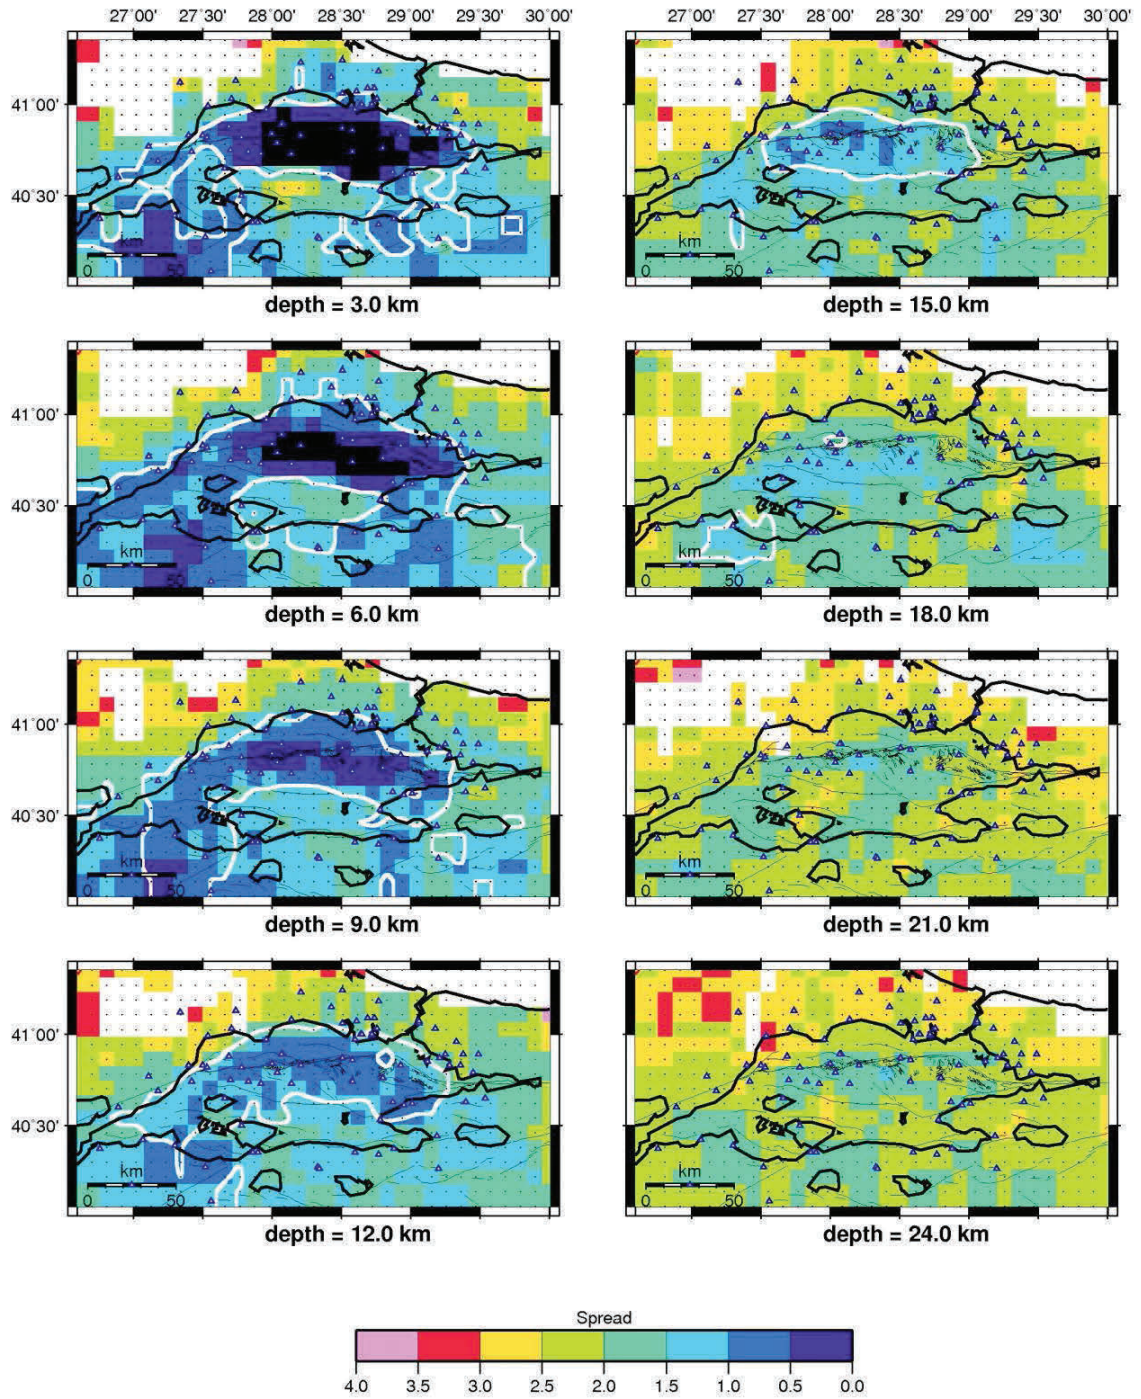 27˚00' 27˚30' 28˚00' 28˚30' 29˚00' 29˚30' 30˚00'
27˚00' 27˚30' 28˚00' 28˚30' 29˚00' 29˚30' 30˚00'
41˚00'
40˚30'
km
0 50
km
0 50
depth = 3.0 km
depth = 15.0 km
41˚00'
40˚30'
km
0 50
km
0 50
depth = 6.0 km
depth = 18.0 km
41˚00'
40˚30'
km
0 50
km
0 50
depth = 9.0 km
depth = 21.0 km
41˚00'
40˚30'
km
0 50
km
0 50
depth = 12.0 km
depth = 24.0 km
Spread
4.0 3.5 3.0 2.5 2.0 1.5 1.0 0.5 0.0